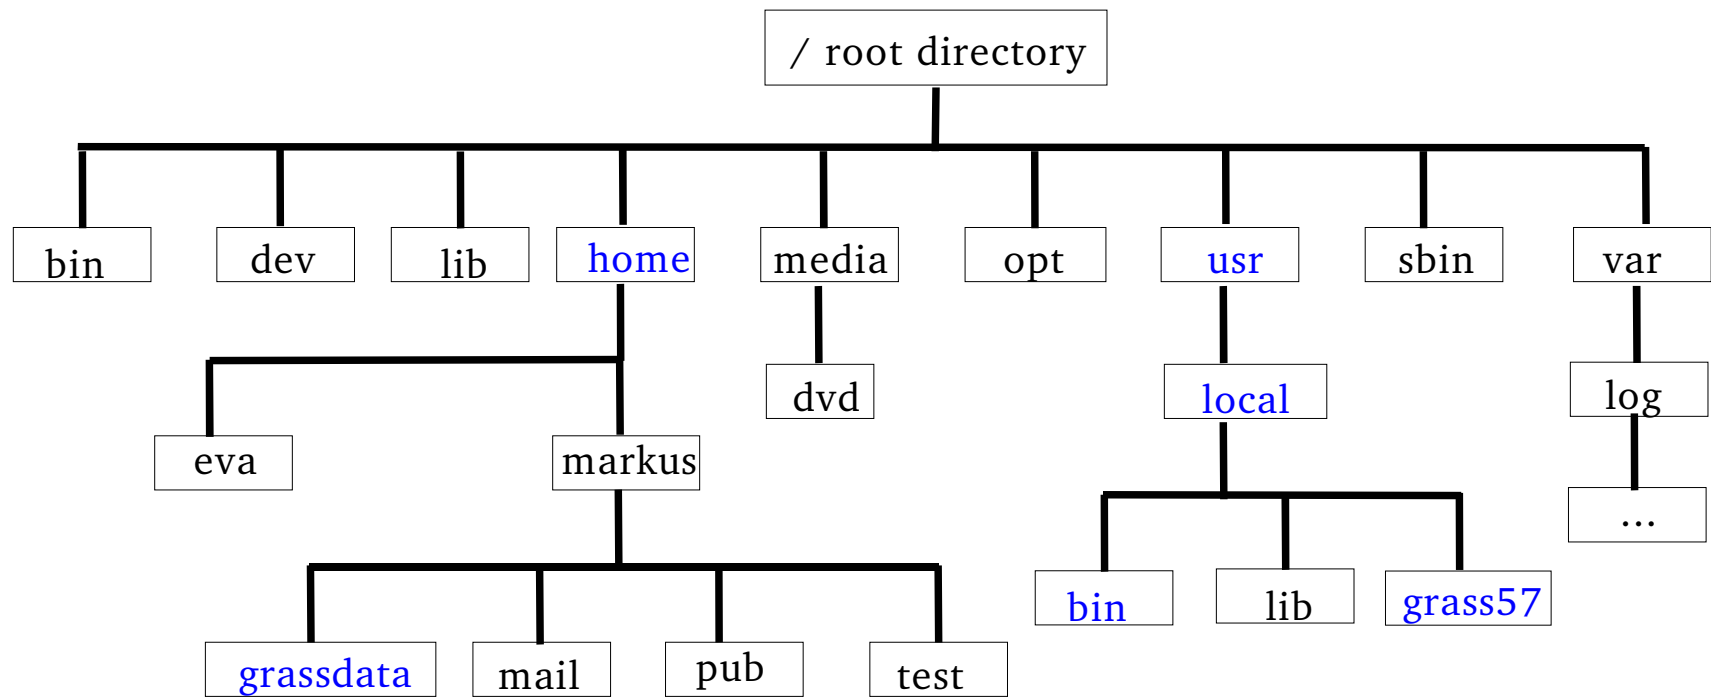 / root directory
bin
dev
lib
home
media
opt
usr
sbin
var
dvd
local
log
eva
markus
...
bin
lib
grass57
grassdata
mail
pub
test